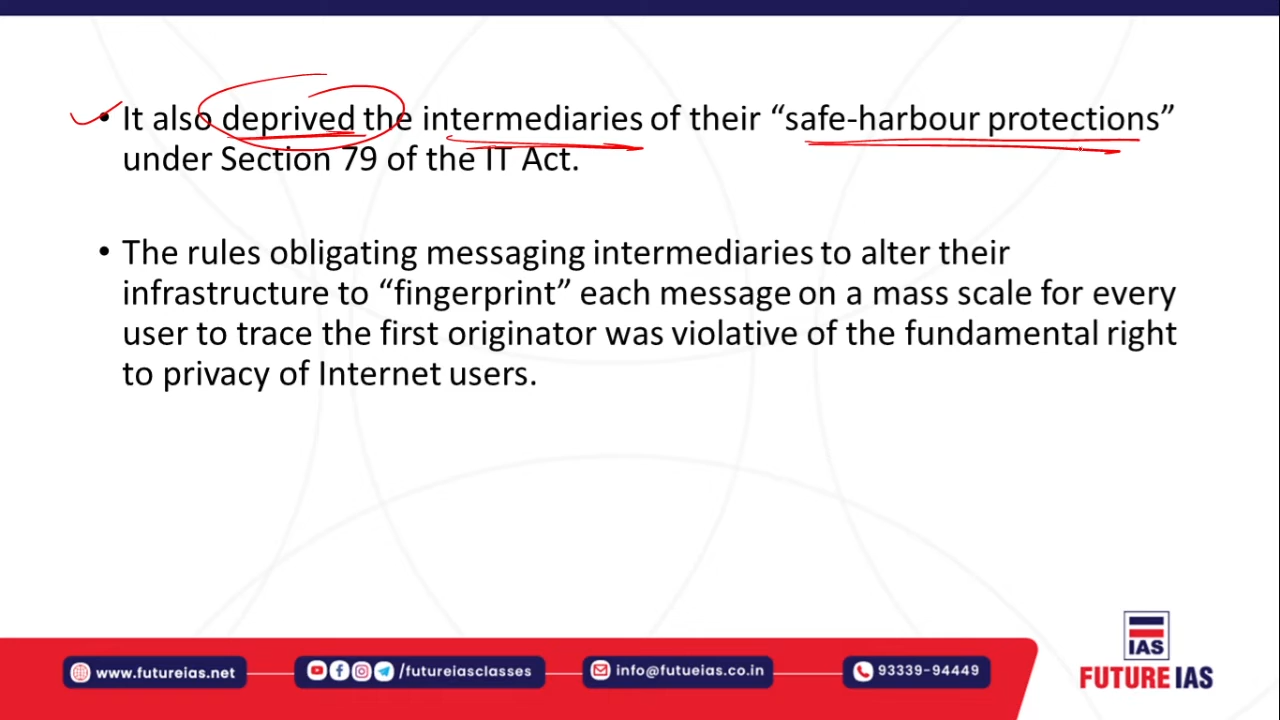 • It also deprived the intermediaries of their “safe-harbour protections”
under Section 79 of the IT Act.
• The rules obligating messaging intermediaries to alter their
infrastructure to “fingerprint” each message on a mass scale for every
user to trace the first originator was violative of the fundamental right
to privacy of Internet users.
www.futureias.net
/futureiasclasses
info@futueias.co.in
93339-94449
IAS
FUTURE IAS